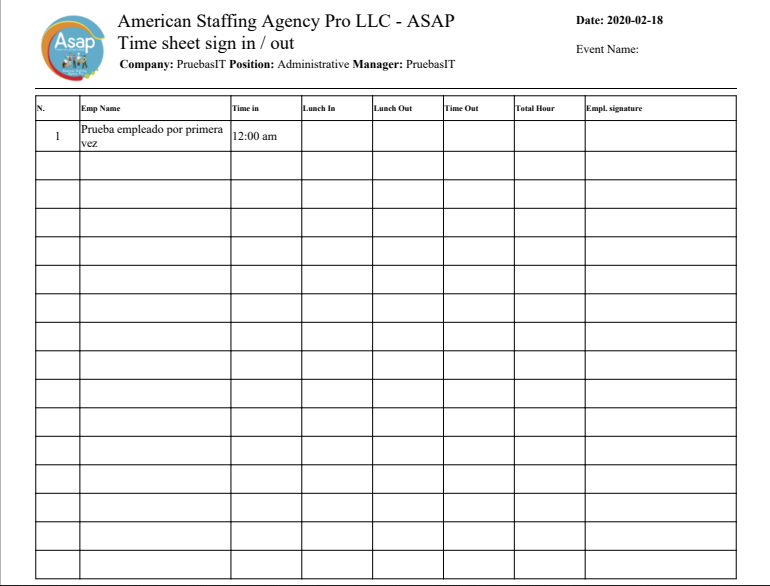 Asap
American Staffing Agency Pro LLC - ASAP
Time sheet sign in / out
Company: PruebasIT Position: Administrative Manager: PruebasIT
Date: 2020-02-18
Event Name:
N. Emp Name Time in Lunch In Lunch Out Time Out Total Hour Empl. signature
1 Prueba empleado por primera
vez
12:00 am